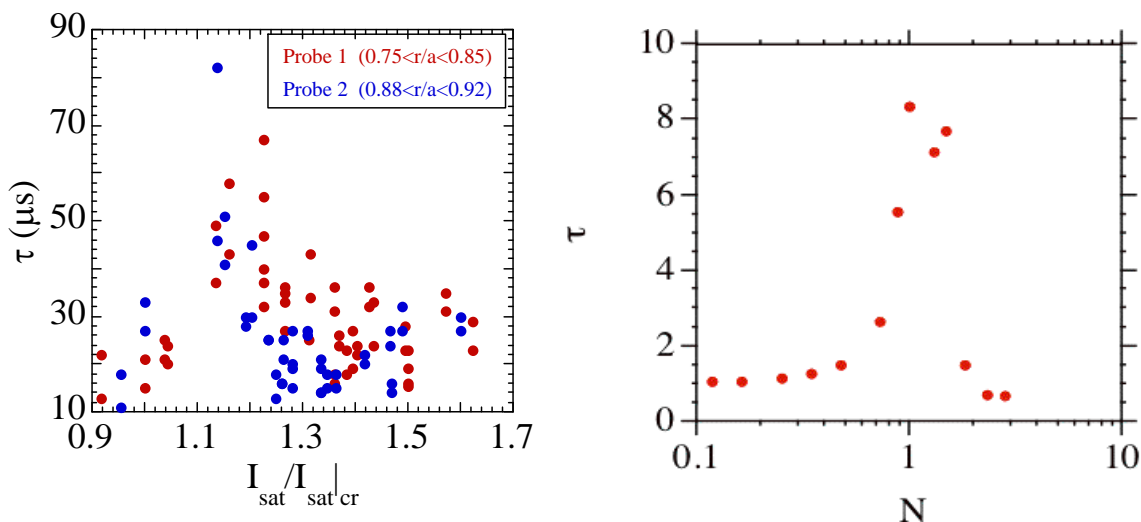 90
70
50
30
10
τ (μs)
Probe 1 (0.75<r/a<0.85)
Probe 2 (0.88<r/a<0.92)
0.9 1.1 1.3 1.5 1.7
I_sat/I_sat|cr
10
8
6
4
2
0
τ
0.1 1 10
N